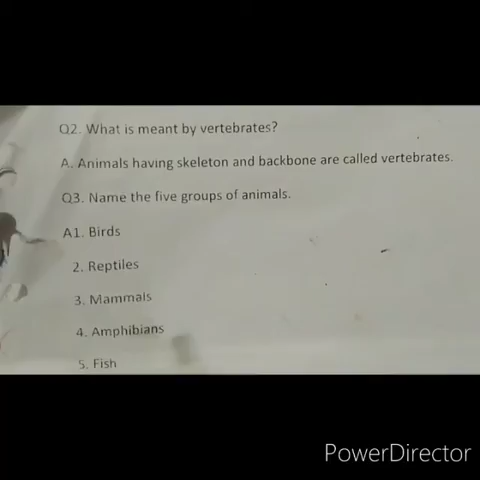 Q2. What is meant by vertebrates?
A. Animals having skeleton and backbone are called vertebrates.
Q3. Name the five groups of animals.
A1. Birds
2. Reptiles
3. Mammals
4. Amphibians
5. Fish
PowerDirector